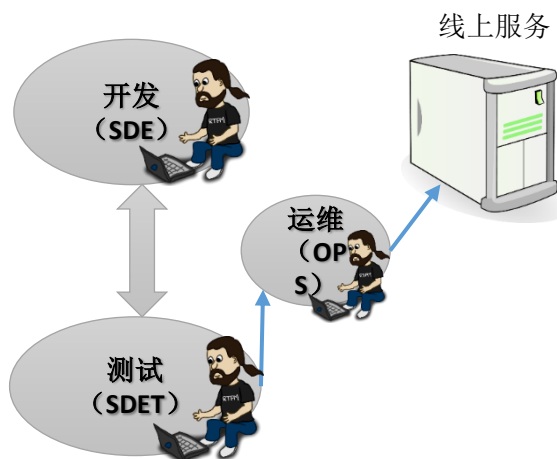 线上服务
开发
（SDE）
运维
（OP
S）
测试
（SDET）